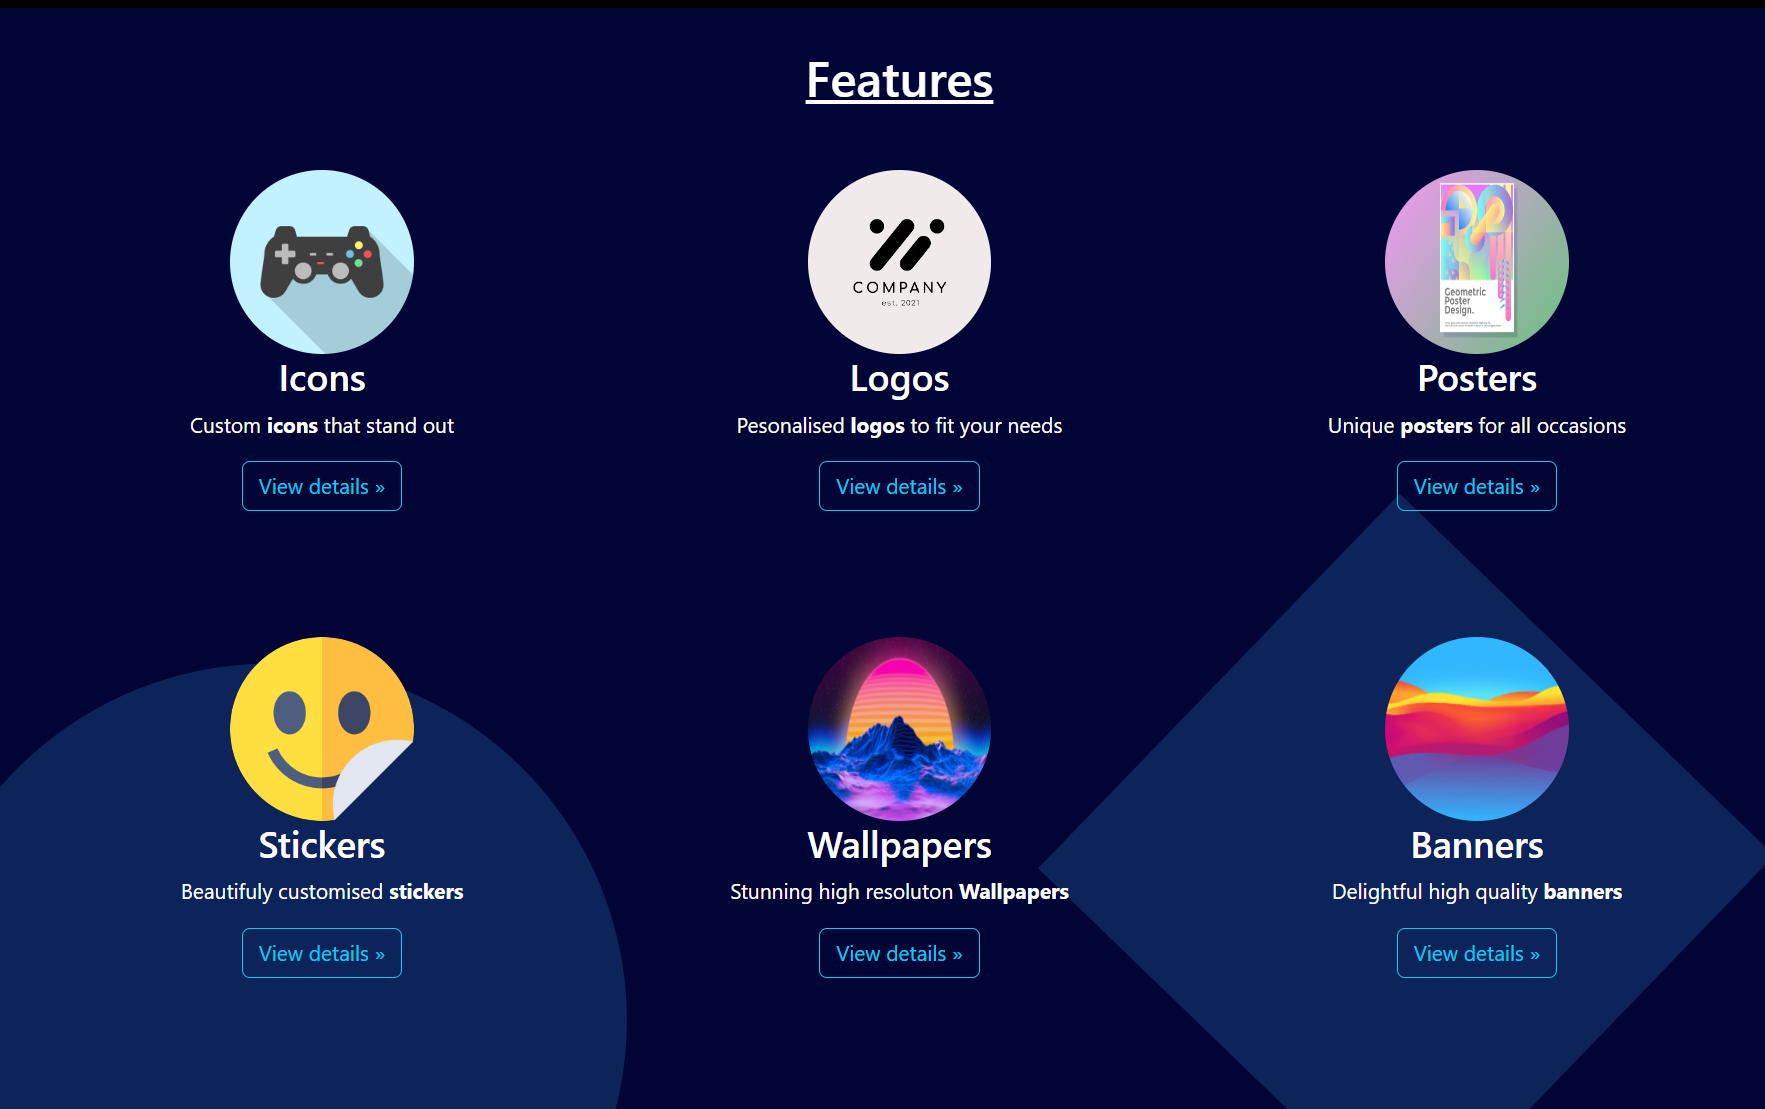 Features
COMPANY
est. 2021
Geometric
Poster
Design.
Icons
Logos
Posters
Custom icons that stand out
Pesonalised logos to fit your needs
Unique posters for all occasions
View details »
View details »
View details »
Stickers
Wallpapers
Banners
Beautifuly customised stickers
Stunning high resoluton Wallpapers
Delightful high quality banners
View details »
View details »
View details »